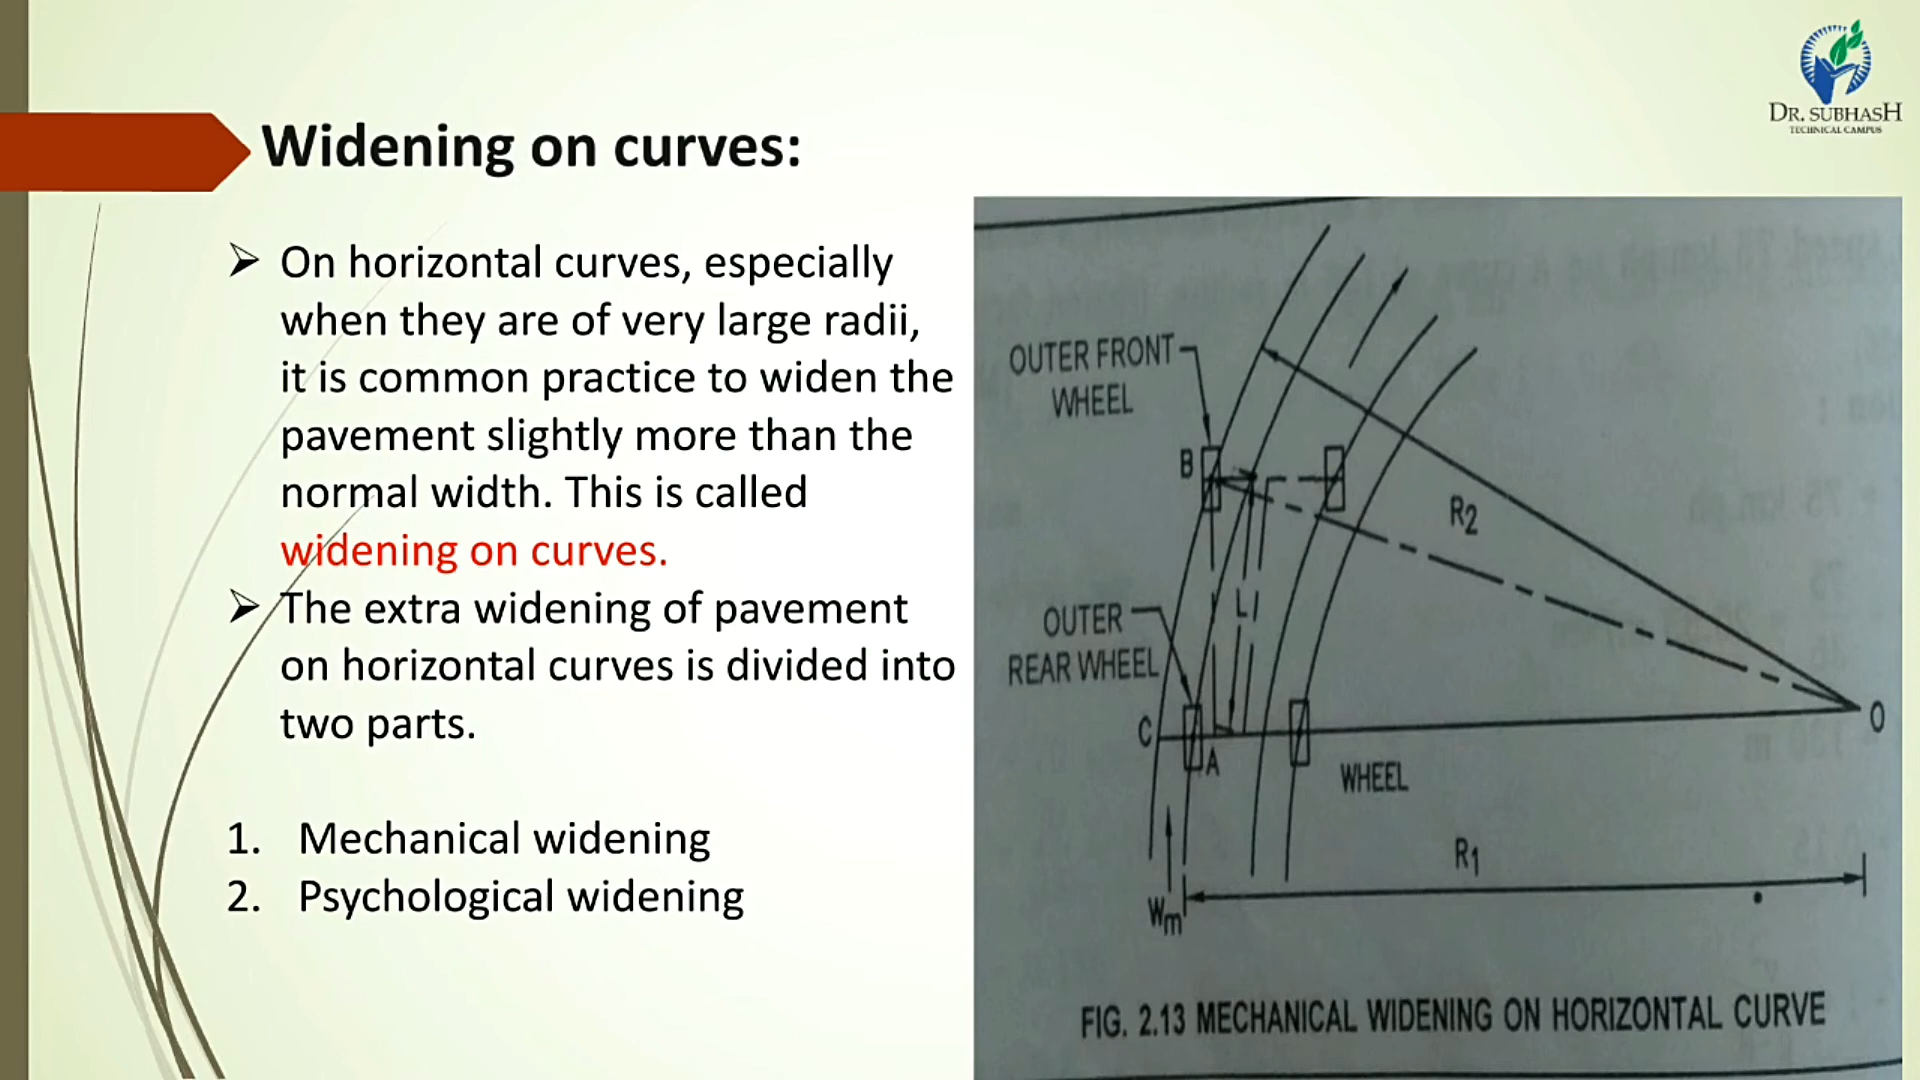 DR. SUBHASH
TECHNICAL CAMPUS
Widening on curves:
On horizontal curves, especially
when they are of very large radii,
it is common practice to widen the
pavement slightly more than the
normal width. This is called
widening on curves.
The extra widening of pavement
on horizontal curves is divided into
two parts.
1. Mechanical widening
2. Psychological widening
OUTER FRONT
WHEEL
B
R2
L
OUTER
REAR WHEEL
C
A
O
WHEEL
R1
Wm
FIG. 2.13 MECHANICAL WIDENING ON HORIZONTAL CURVE